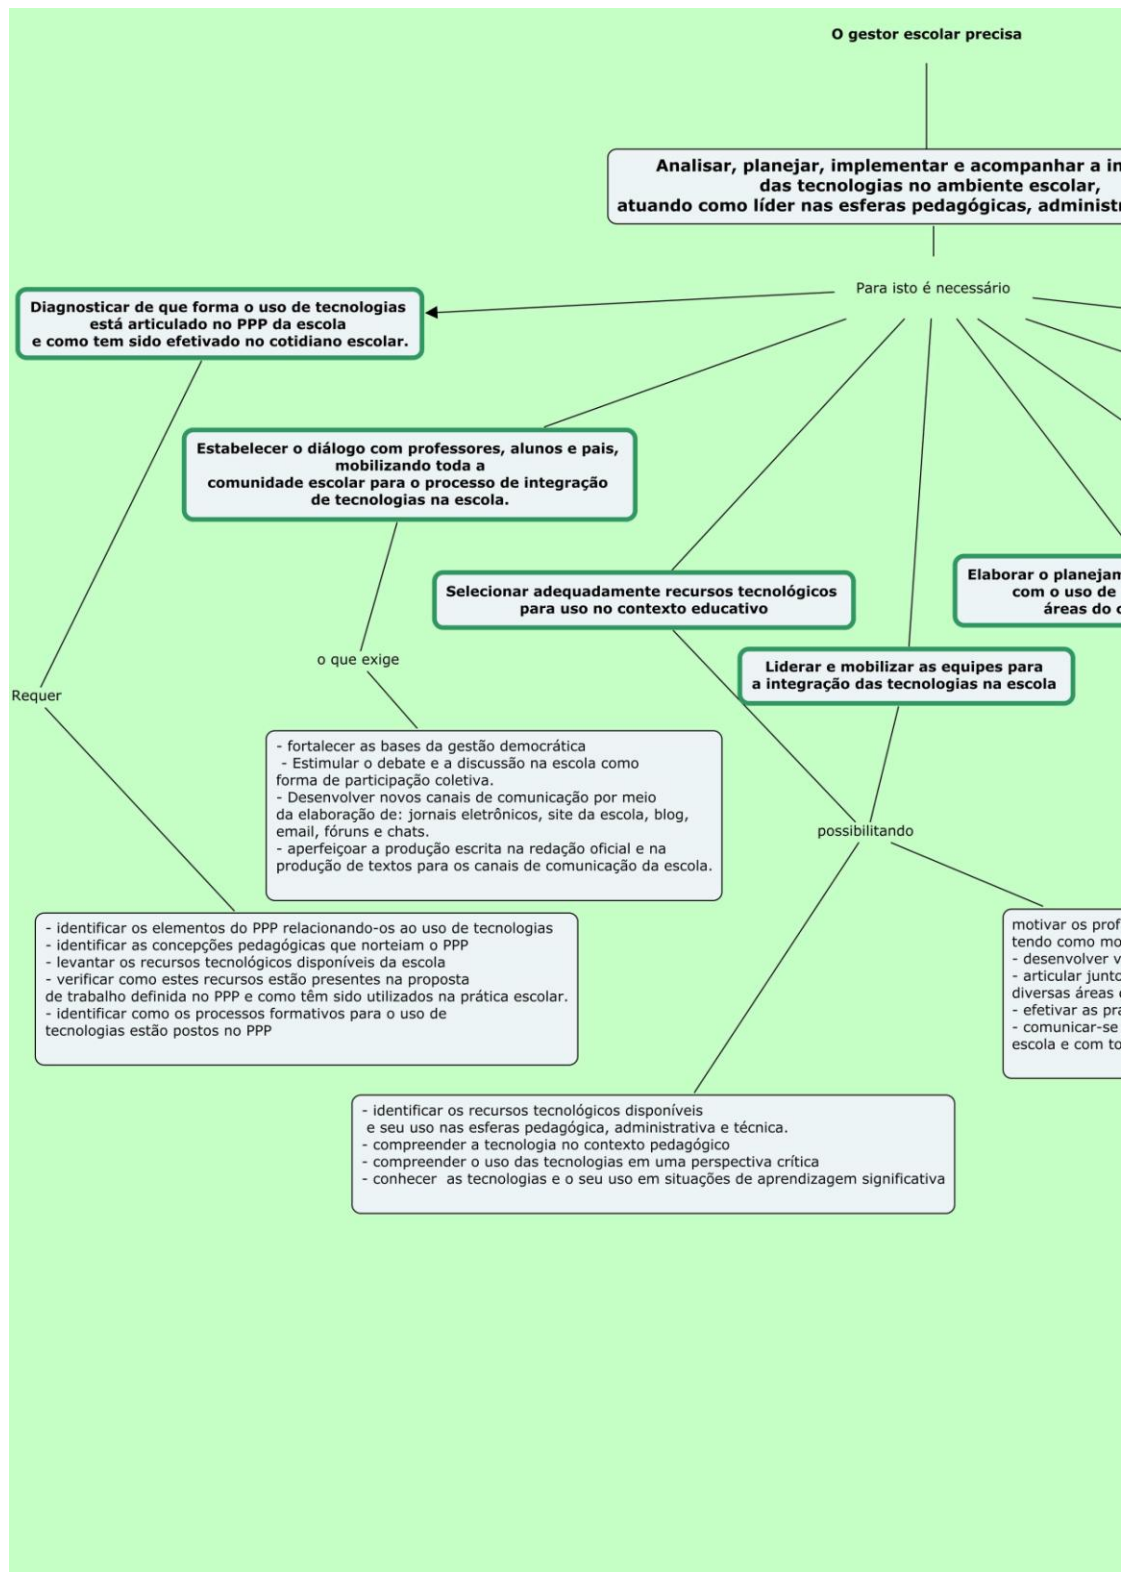 O gestor escolar precisa
Analisar, planejar, implementar e acompanhar a
das tecnologias no ambiente escolar,
atuando como líder nas esferas pedagógicas,
Para isto é necessário
Diagnosticar de que forma o uso de tecnologias
está articulado no PPP da escola
e como tem sido efetivado no cotidiano escolar.
Estabelecer o diálogo com professores, alunos e pais,
mobilizando toda a
comunidade escolar para o processo de integração
de tecnologias na escola.
Selecionar adequadamente recursos tecnológicos
para uso no contexto educativo
Elaborar o
com o uso de
áreas do
Liderar e mobilizar as equipes para
a integração das tecnologias na escola
o que exige
Requer
- fortalecer as bases da gestão democrática
- Estimular o debate e a discussão na escola como
forma de participação coletiva.
- Desenvolver novos canais de comunicação por meio
da elaboração de: jornais eletrônicos, site da escola, blog,
email, fóruns e chats.
- aperfeiçoar a produção escrita na redação oficial e na
produção de textos para os canais de comunicação da escola.
possibilitando
- identificar os elementos do PPP relacionando-os ao uso de tecnologias
- identificar as concepções pedagógicas que norteiam o PPP
- levantar os recursos tecnológicos disponíveis da escola
- verificar como estes recursos estão presentes na proposta
de trabalho definida no PPP e como têm sido utilizados na prática escolar.
- identificar como os processos formativos para o uso de
tecnologias estão postos no PPP
motivar os
tendo como
- desenvolver
- articular
diversas áreas
- efetivar as
- comunicar-se
escola e com
- identificar os recursos tecnológicos disponíveis
e seu uso nas esferas pedagógica, administrativa e técnica.
- compreender a tecnologia no contexto pedagógico
- compreender o uso das tecnologias em uma perspectiva crítica
- conhecer as tecnologias e o seu uso em situações de aprendizagem significativa